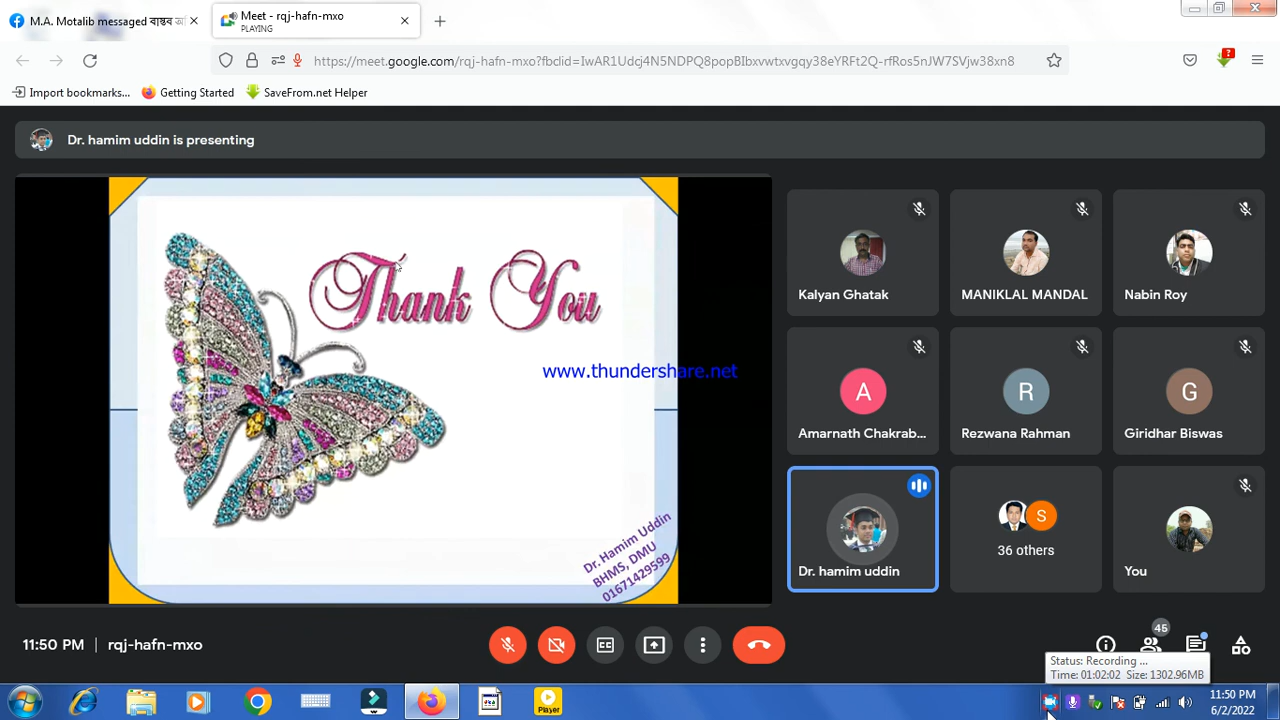 M.A. Motalib messaged বাস্তব অ
Meet - rqj-hafn-mxo
PLAYING
https://meet.google.com/rqj-hafn-mxo?fbclid=IwAR1Udcj4N5NDPQ8popBIbxvwtxvgqy38eYRFt2Q-rfRos5nJW7SVjw38xn8
Import bookmarks...
Getting Started
SaveFrom.net Helper
Dr. hamim uddin is presenting
Thank You
www.thundershare.net
Dr. Hamim Uddin
BHMS, DMU
01671429599
Kalyan Ghatak
MANIKLAL MANDAL
Nabin Roy
A
Amarnath Chakrab...
R
Rezwana Rahman
G
Giridhar Biswas
Dr. hamim uddin
S
36 others
You
11:50 PM | rqj-hafn-mxo
CC
45
Status: Recording ...
Time: 01:02:02 Size: 1302.96MB
Player
11:50 PM
6/2/2022